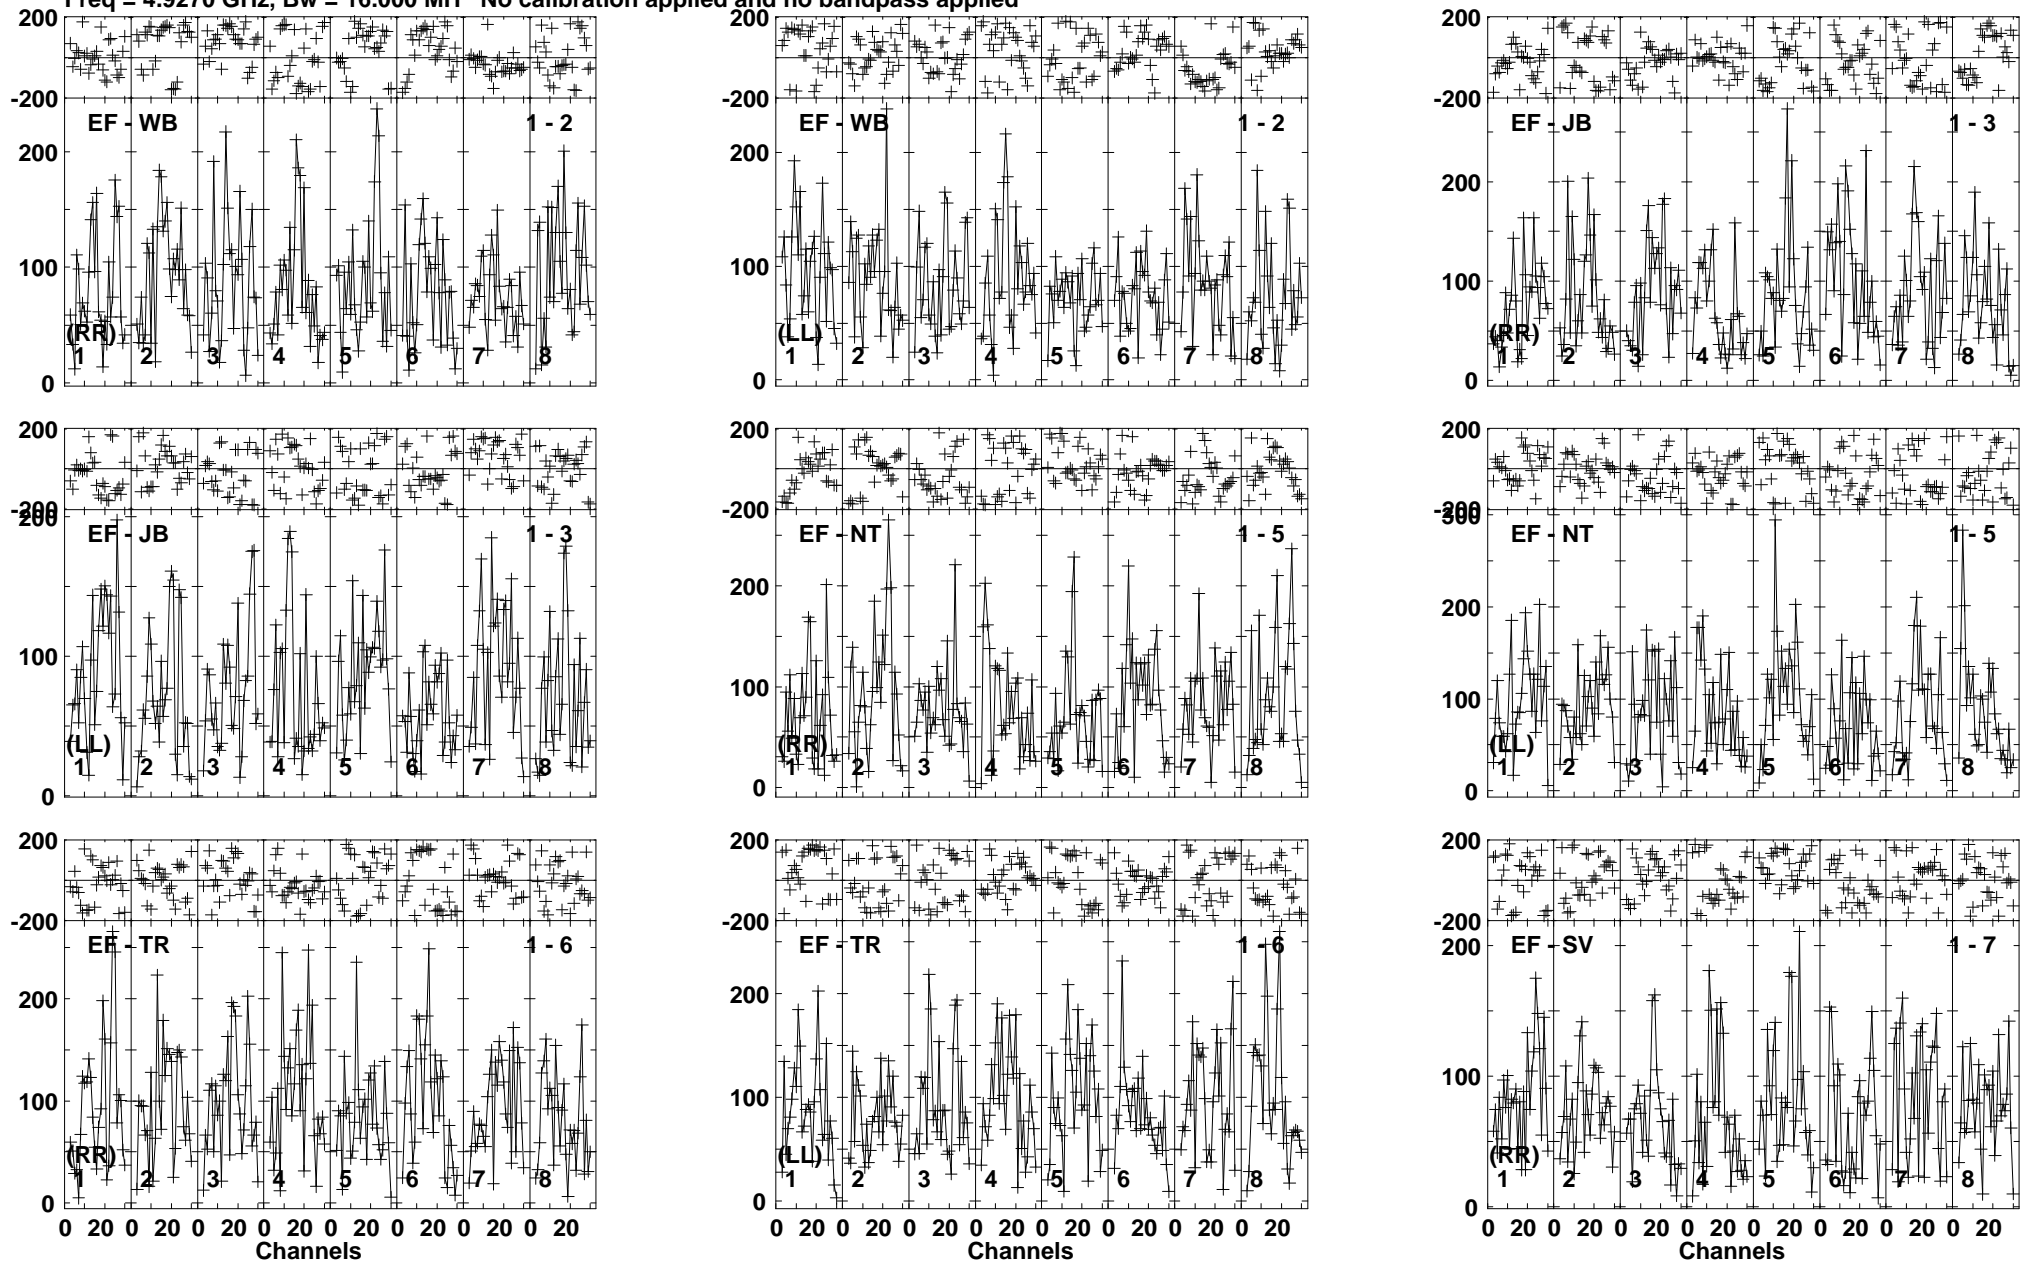 Freq = 4.9270 GHz, Bw = 16.000 MH No calibration applied and no bandpass applied
200 200 200
-200 -200 -200
EF - WB 1 - 2 EF - WB 1 - 2 EF - JB 1 - 3
200 200 200
100 100 100
(RR) (LL) (RR)
1 2 3 4 5 6 7 8 1 2 3 4 5 6 7 8 1 2 3 4 5 6 7 8
0 0 0
200 200 200
-200 -200 -200
200 300
EF - JB 1 - 3 EF - NT 1 - 5 EF - NT 1 - 5
200 200
100 100 100
(LL) (RR) (LL)
1 2 3 4 5 6 7 8 1 2 3 4 5 6 7 8 1 2 3 4 5 6 7 8
0 0 0
200 200 200
-200 -200 -200
EF - TR 1 - 6 EF - TR 1 - 6 EF - SV 1 - 7
200 200 200
100 100 100
(RR) (LL) (RR)
1 2 3 4 5 6 7 8 1 2 3 4 5 6 7 8 1 2 3 4 5 6 7 8
0 0 0
0 20 0 20 0 20 0 20 0 20 0 20 0 20 0 20 0 20 0 20 0 20 0 20 0 20 0 20 0 20 0 20 0 20 0 20 0 20 0 20 0 20 0 20 0 20 0 20
Channels Channels Channels